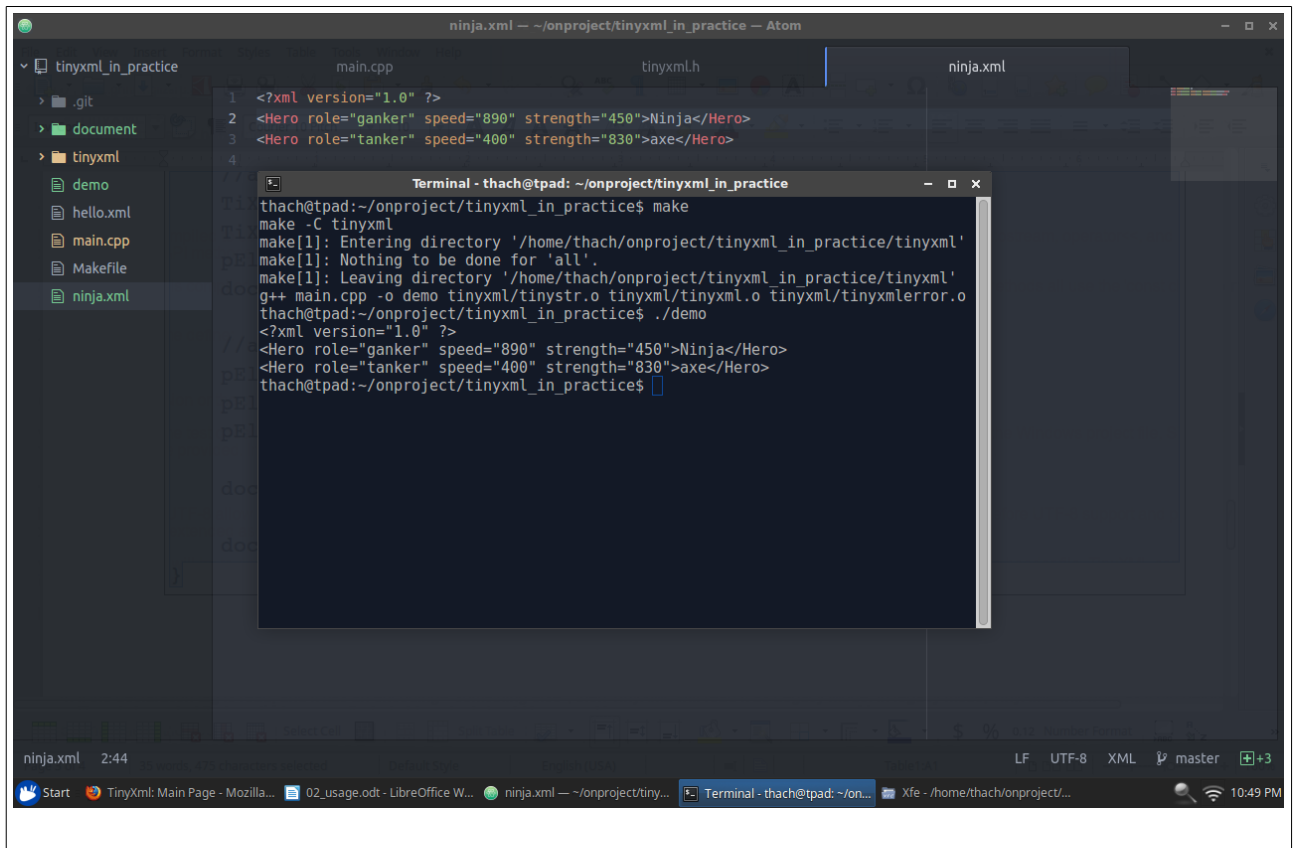 ninja.xml — ~/onproject/tinyxml_in_practice — Atom
tinyxml_in_practice
main.cpp
tinyxml.h
ninja.xml
.git
document
tinyxml
demo
hello.xml
main.cpp
Makefile
ninja.xml
1 <?xml version="1.0" ?>
2 <Hero role="ganker" speed="890" strength="450">Ninja</Hero>
3 <Hero role="tanker" speed="400" strength="830">axe</Hero>
4
Terminal - thach@tpad: ~/onproject/tinyxml_in_practice
thach@tpad:~/onproject/tinyxml_in_practice$ make
make -C tinyxml
make[1]: Entering directory '/home/thach/onproject/tinyxml_in_practice/tinyxml'
make[1]: Nothing to be done for 'all'.
make[1]: Leaving directory '/home/thach/onproject/tinyxml_in_practice/tinyxml'
g++ main.cpp -o demo tinyxml/tinystr.o tinyxml/tinyxml.o tinyxml/tinyxmlerror.o
thach@tpad:~/onproject/tinyxml_in_practice$ ./demo
<?xml version="1.0" ?>
<Hero role="ganker" speed="890" strength="450">Ninja</Hero>
<Hero role="tanker" speed="400" strength="830">axe</Hero>
thach@tpad:~/onproject/tinyxml_in_practice$
ninja.xml 2:44
LF UTF-8 XML master +3
Start TinyXml: Main Page - Mozilla... 02_usage.odt - LibreOffice W... ninja.xml — ~/onproject/tiny... Terminal - thach@tpad: ~/on... Xfe - /home/thach/onproject/... 10:49 PM